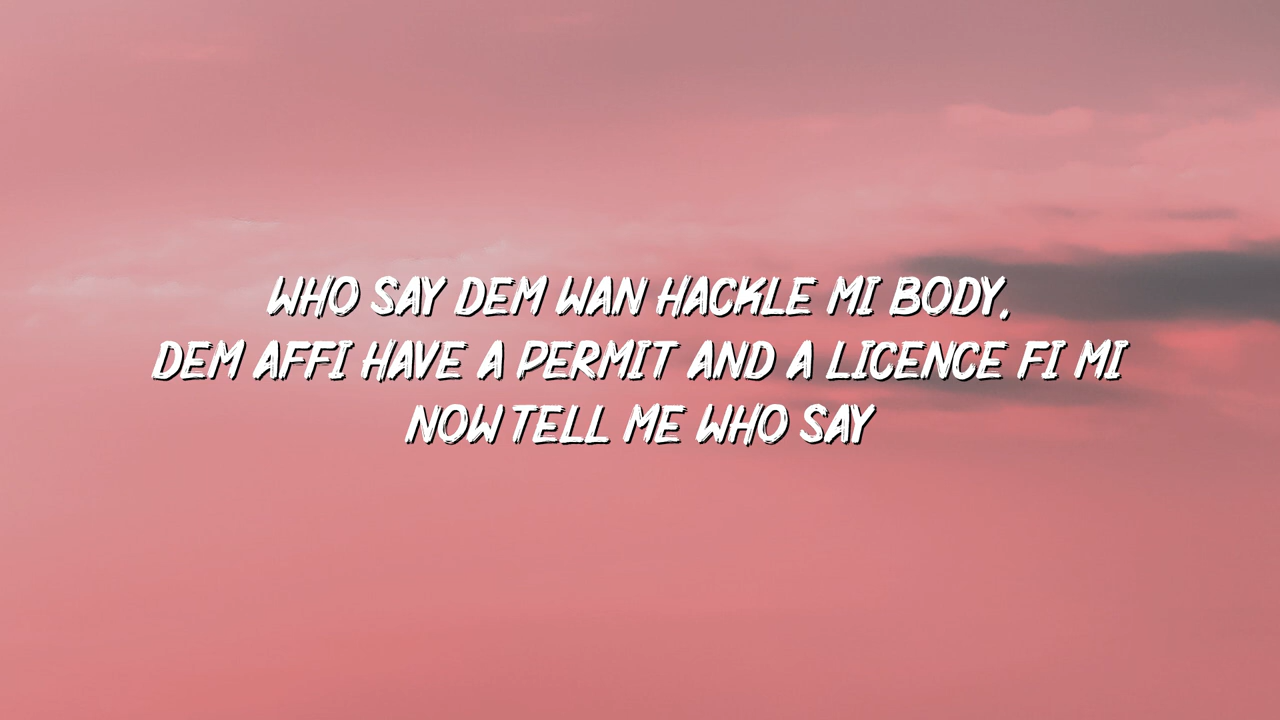 WHO SAY DEM WAN HACKLE MI BODY,
DEM AFFI HAVE A PERMIT AND A LICENCE FI MI
NOW TELL ME WHO SAY